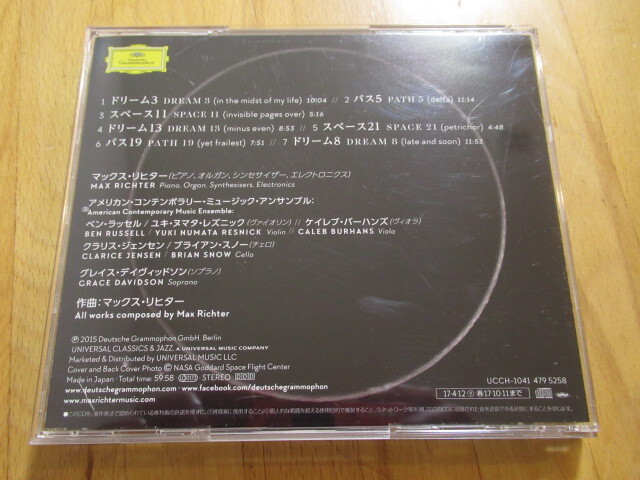 Deutsche
Grammophon
1 ドリーム3 DREAM 3 (in the midst of my life) 10:04 // 2 パス5 PATH 5 (delta) 11:14
3 スペース11 SPACE 11 (invisible pages over) 5:16
4 ドリーム13 DREAM 13 (minus even) 8:53 // 5 スペース21 SPACE 21 (petrichor) 4:48
6 パス19 PATH 19 (yet frailest) 7:51 // 7 ドリーム8 DREAM 8 (late and soon) 11:53
マックス・リヒター(ピアノ、オルガン、シンセサイザー、エレクトロニクス)
MAX RICHTER Piano, Organ, Synthesisers, Electronics
アメリカン・コンテンポラリー・ミュージック・アンサンブル:
American Contemporary Music Ensemble:
ベン・ラッセル / ユキ・ヌマタ・レズニック(ヴァイオリン) // ケイレブ・バーハンズ(ヴィオラ)
BEN RUSSELL / YUKI NUMATA RESNICK Violin // CALEB BURHANS Viola
クラリス・ジェンセン / ブライアン・スノー(チェロ)
CLARICE JENSEN / BRIAN SNOW Cello
グレイス・デイヴィッドソン(ソプラノ)
GRACE DAVIDSON Soprano
作曲:マックス・リヒター
All works composed by Max Richter
℗ 2015 Deutsche Grammophon GmbH, Berlin
UNIVERSAL CLASSICS & JAZZ A UNIVERSAL MUSIC COMPANY
Marketed & Distributed by UNIVERSAL MUSIC LLC
Cover and Back Cover Photo © NASA Goddard Space Flight Center
Made in Japan · Total time: 59:58 STEREO DDD
www.deutschegrammophon.com · www.facebook.com/deutschegrammophon
www.maxrichtermusic.com
UCCH-1041 479 5258
17·4·12 Ⓨ 再17·10·11まで